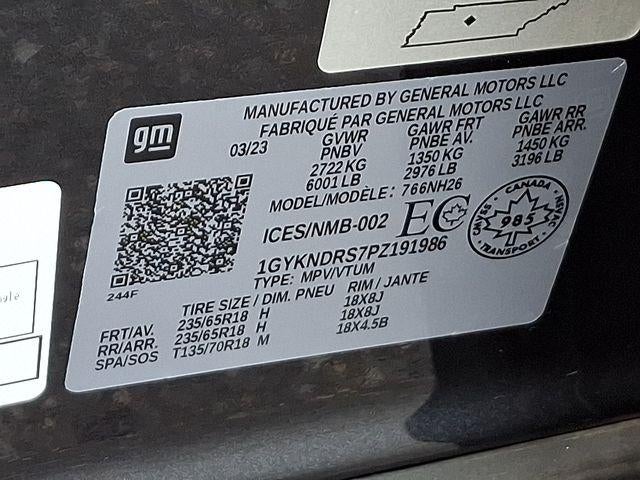 MANUFACTURED BY GENERAL MOTORS LLC
FABRIQUÉ PAR GENERAL MOTORS LLC
gm
03/23 GVWR GAWR FRT GAWR RR
PNBV PNBE AV. PNBE ARR.
2722 KG 1350 KG 1450 KG
6001 LB 2976 LB 3196 LB
MODEL/MODÈLE: 766NH26
ICES/NMB-002 EC
CANADA
985
TRANSPORT
1GYKNDRS7PZ191986
TYPE: MPV/VTUM
244F
TIRE SIZE / DIM. PNEU RIM / JANTE
FRT/AV. 235/65R18 H 18X8J
RR/ARR. 235/65R18 H 18X8J
SPA/SOS T135/70R18 M 18X4.5B